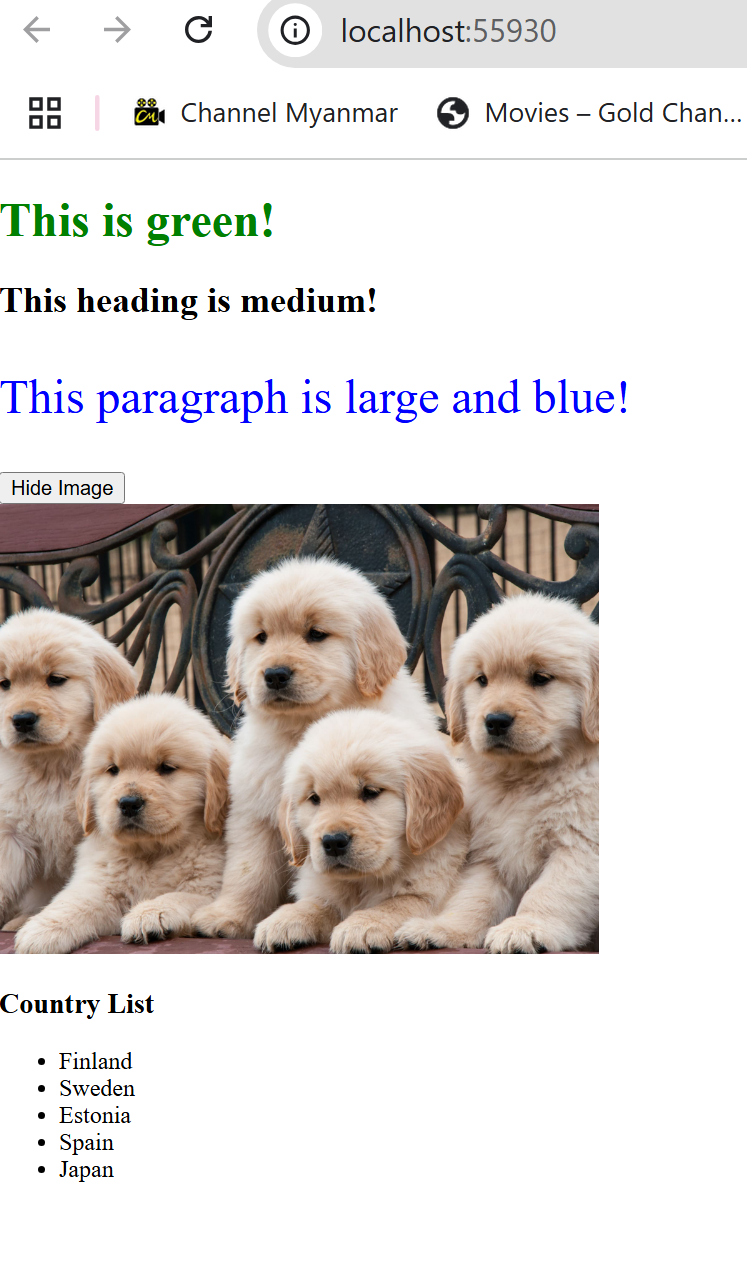 localhost:55930
Channel Myanmar Movies – Gold Chan...
This is green!
This heading is medium!
This paragraph is large and blue!
Hide Image
Country List
Finland
Sweden
Estonia
Spain
Japan